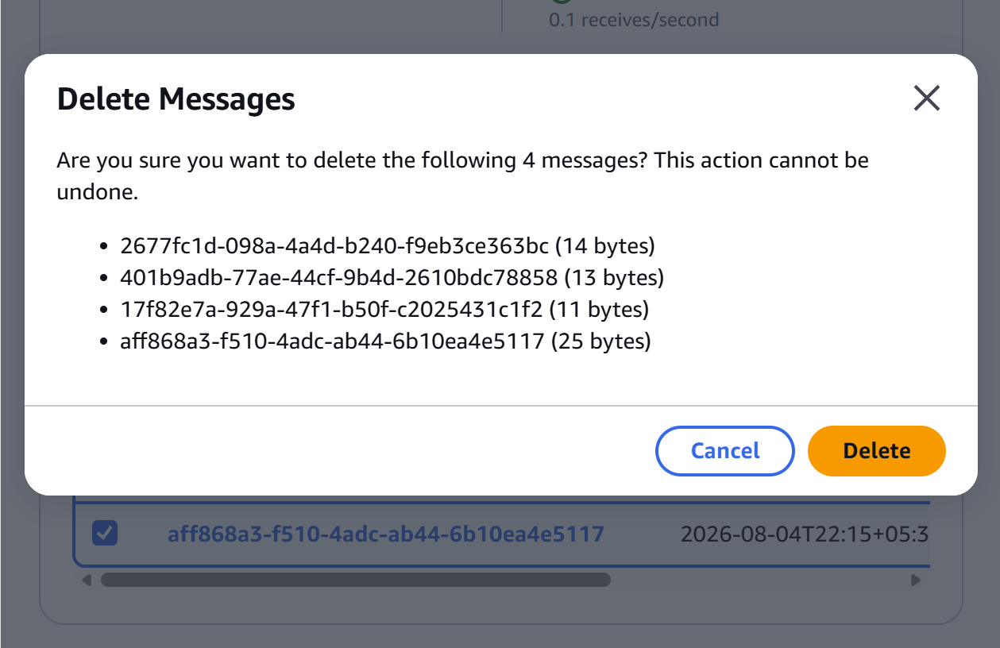 0.1 receives/second
Delete Messages
Are you sure you want to delete the following 4 messages? This action cannot be
undone.
2677fc1d-098a-4a4d-b240-f9eb3ce363bc (14 bytes)
401b9adb-77ae-44cf-9b4d-2610bdc78858 (13 bytes)
17f82e7a-929a-47f1-b50f-c2025431c1f2 (11 bytes)
aff868a3-f510-4adc-ab44-6b10ea4e5117 (25 bytes)
Cancel Delete
aff868a3-f510-4adc-ab44-6b10ea4e5117 2026-08-04T22:15+05:3